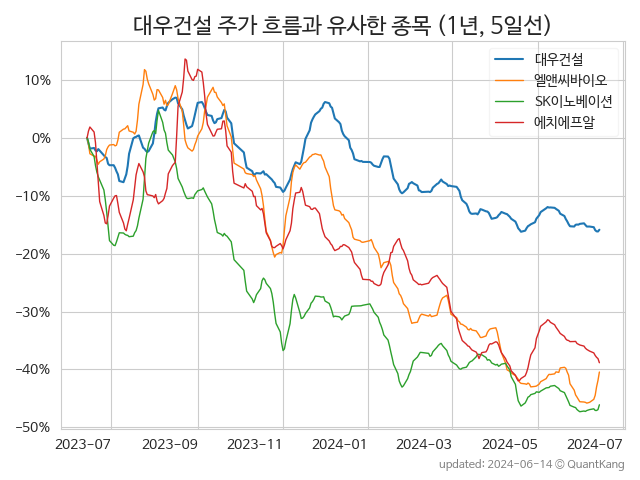 대우건설 주가 흐름과 유사한 종목 (1년, 5일선)
대우건설
엘앤씨바이오
SK이노베이션
에치에프알
10%
0%
−10%
−20%
−30%
−40%
−50%
2023-07 2023-09 2023-11 2024-01 2024-03 2024-05 2024-07
updated: 2024-06-14 © QuantKang